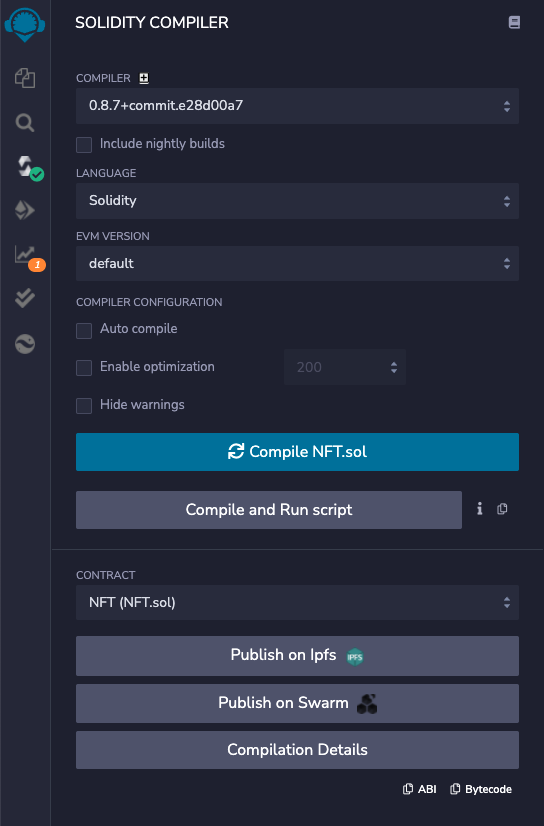 SOLIDITY COMPILER
COMPILER
0.8.7+commit.e28d00a7
Include nightly builds
LANGUAGE
Solidity
EVM VERSION
default
1
COMPILER CONFIGURATION
Auto compile
Enable optimization 200
Hide warnings
Compile NFT.sol
Compile and Run script
CONTRACT
NFT (NFT.sol)
Publish on Ipfs IPFS
Publish on Swarm
Compilation Details
ABI Bytecode